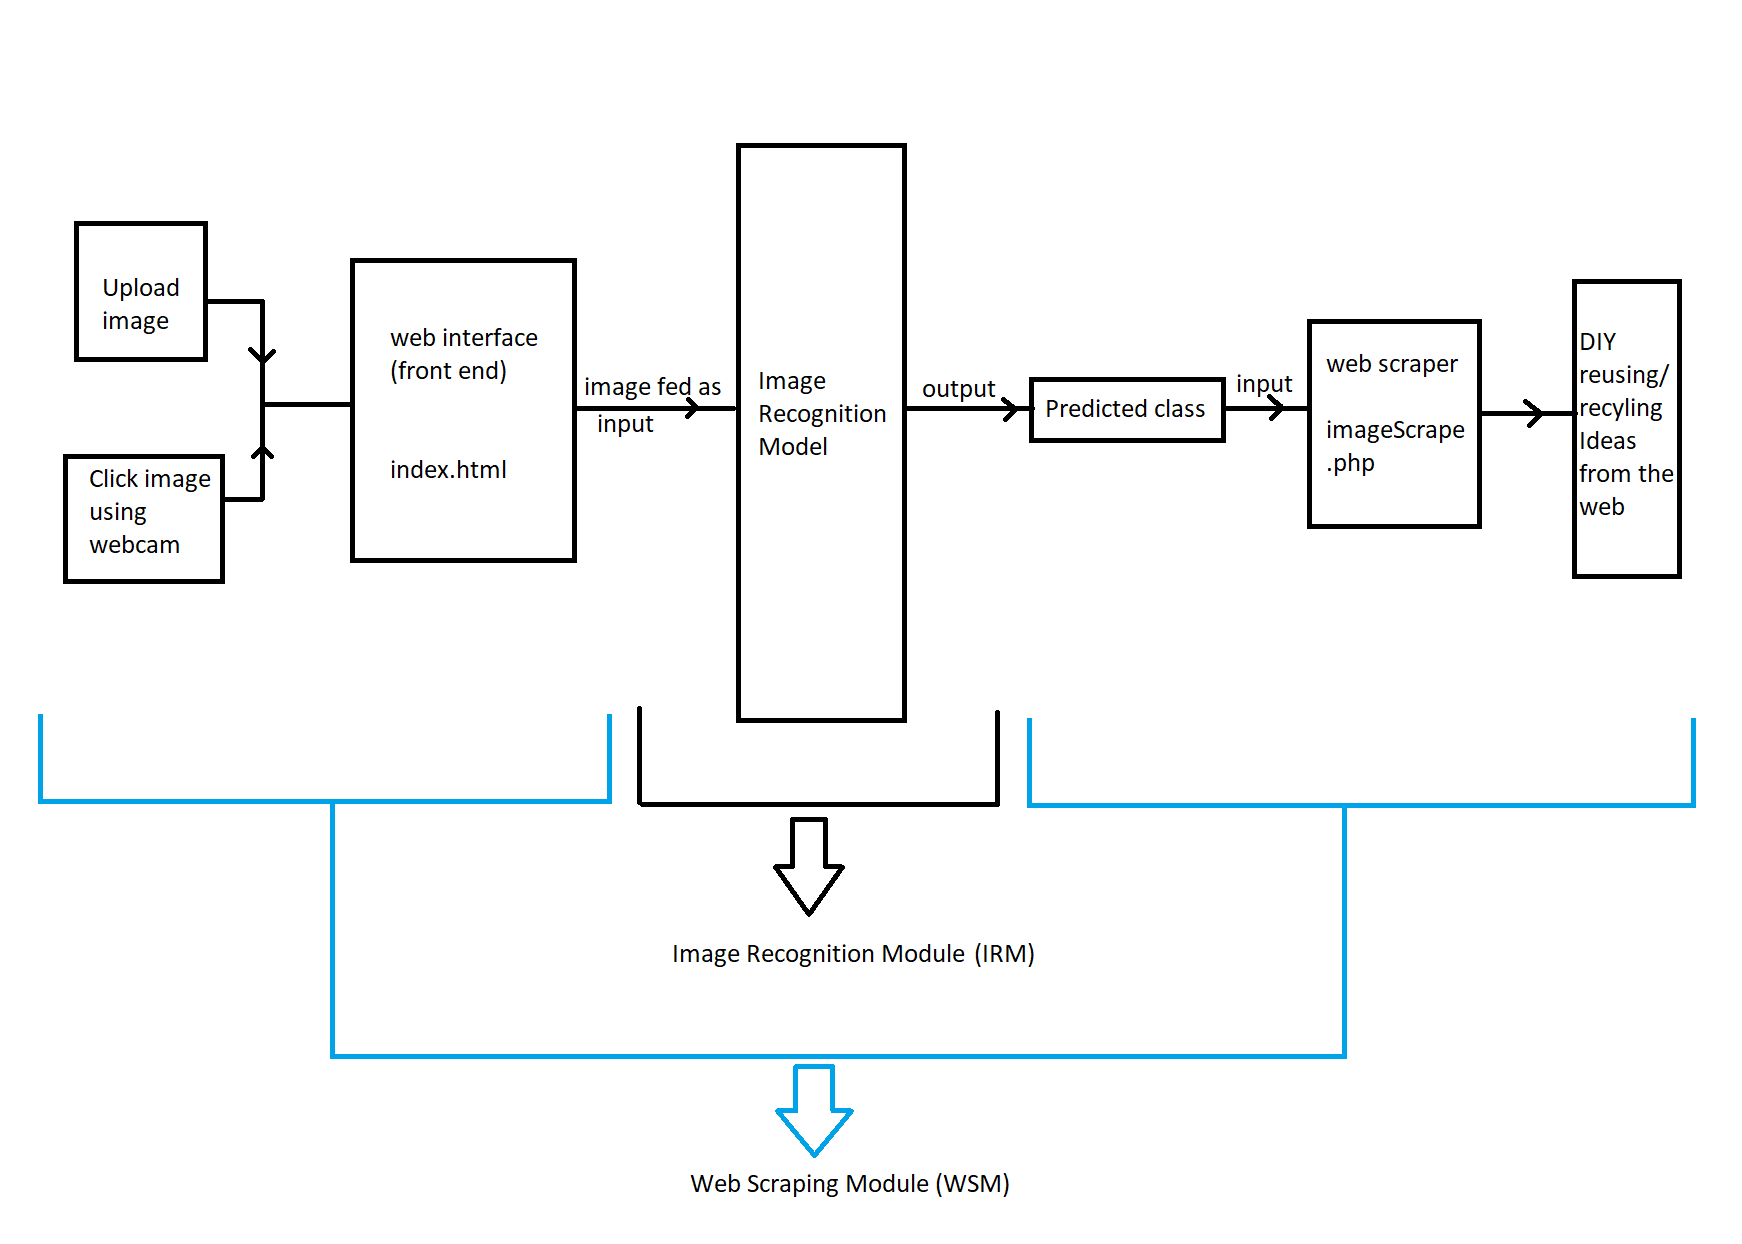 Upload
image
Click image
using
webcam
web interface
(front end)
index.html
image fed as
input
Image
Recognition
Model
output
Predicted class
input
web scraper
imageScrape
.php
DIY
reusing/
recyling
Ideas
from the
web
Image Recognition Module (IRM)
Web Scraping Module (WSM)